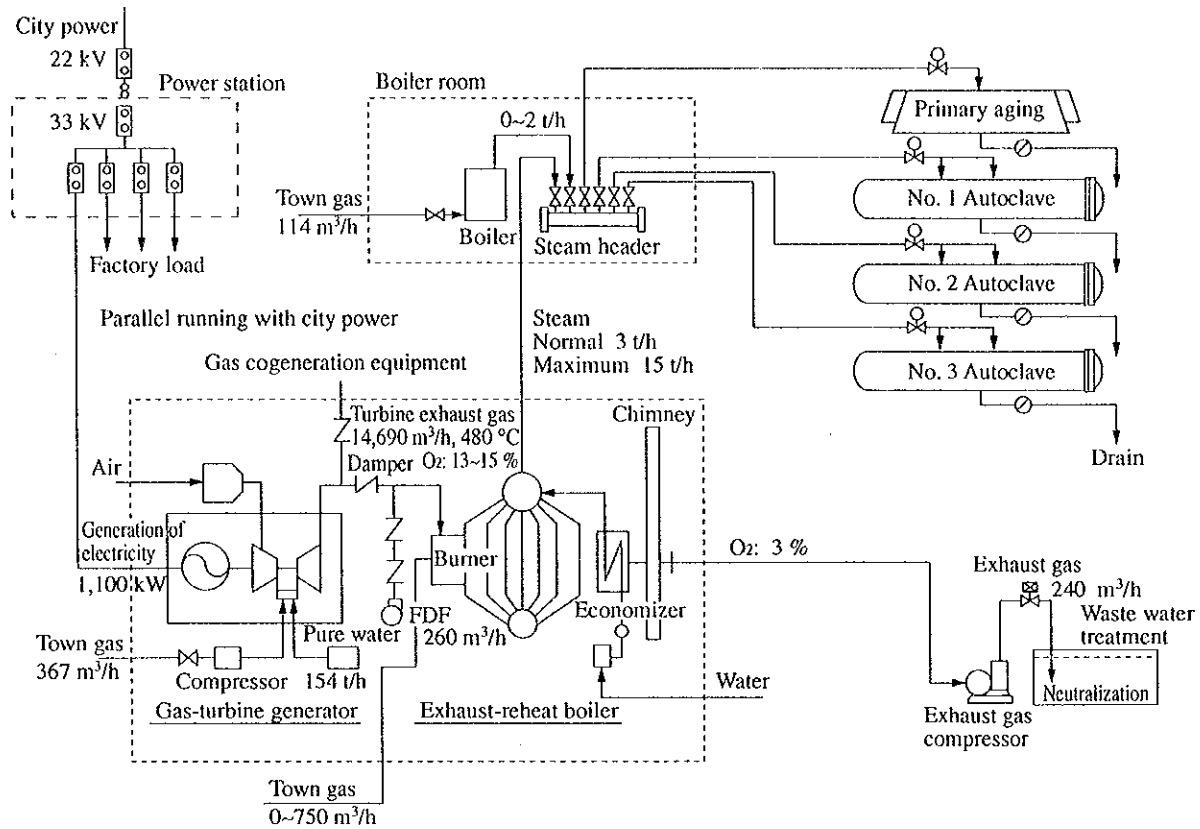 City power
22 kV
Power station
33 kV
Factory load
Parallel running with city power
Boiler room
0~2 t/h
Town gas
114 m³/h
Boiler
Steam header
Primary aging
No. 1 Autoclave
No. 2 Autoclave
No. 3 Autoclave
Drain
Steam
Normal 3 t/h
Maximum 15 t/h
Gas cogeneration equipment
Turbine exhaust gas
14,690 m³/h, 480 °C
O₂: 13~15 %
Damper
Chimney
Air
Generation of
electricity
1,100 kW
Burner
FDF
260 m³/h
Economizer
Pure water
154 t/h
Town gas
367 m³/h
Compressor
Gas-turbine generator
Exhaust-reheat boiler
Water
Town gas
0~750 m³/h
O₂: 3 %
Exhaust gas
240 m³/h
Waste water
treatment
Neutralization
Exhaust gas
compressor